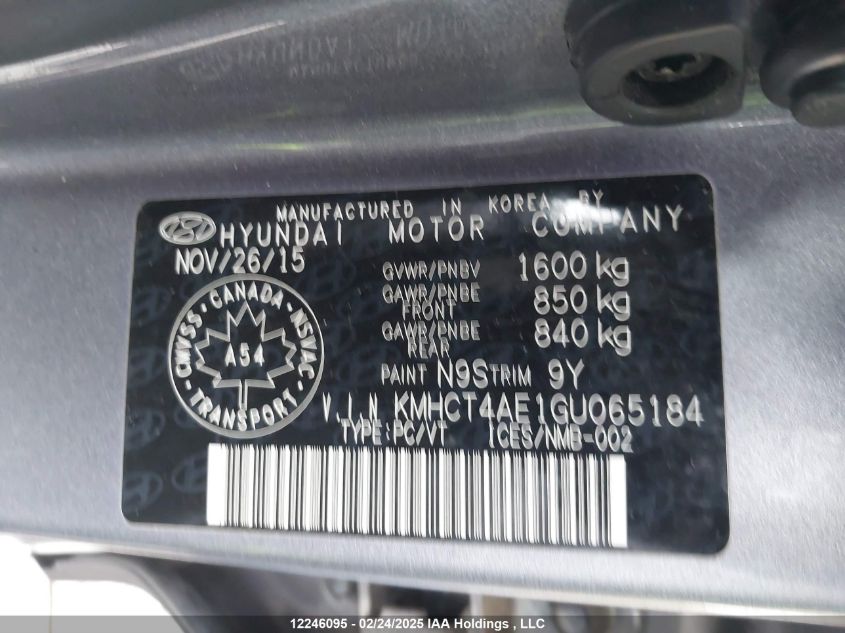 MANUFACTURED IN KOREA BY
HYUNDAI MOTOR COMPANY
NOV/26/15
GVWR/PNBV 1600 kg
GAWR/PNBE FRONT 850 kg
GAWR/PNBE REAR 840 kg
PAINT N9S TRIM 9Y
V.I.N KMHCT4AE1GU065184
TYPE:PC/VT ICES/NMB-002
CMVSS · CANADA · NSVAC
A54
TRANSPORT
12246095 - 02/24/2025 IAA Holdings, LLC